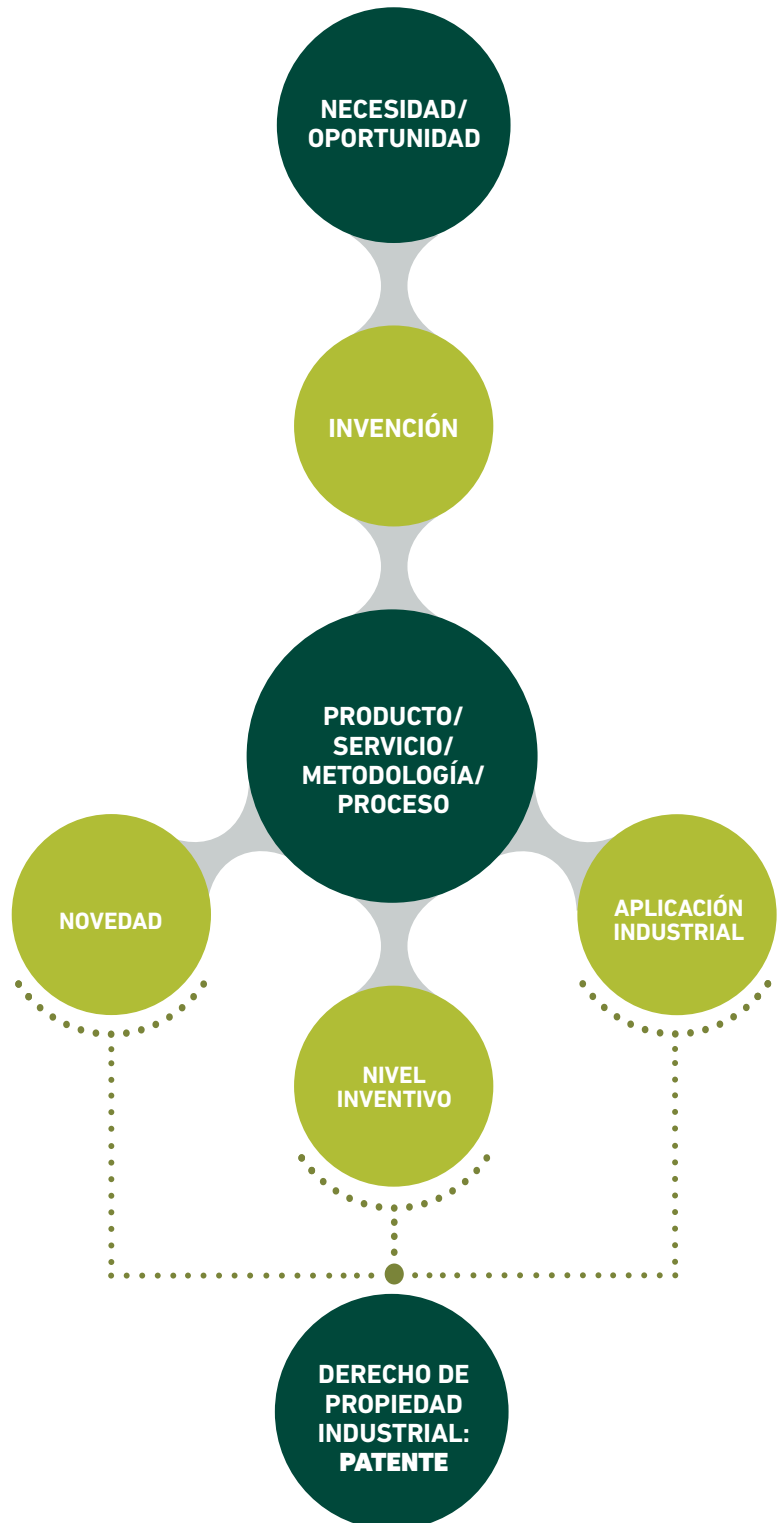 NECESIDAD/
OPORTUNIDAD
INVENCIÓN
PRODUCTO/
SERVICIO/
METODOLOGÍA/
PROCESO
NOVEDAD
APLICACIÓN
INDUSTRIAL
NIVEL
INVENTIVO
DERECHO DE
PROPIEDAD
INDUSTRIAL:
PATENTE